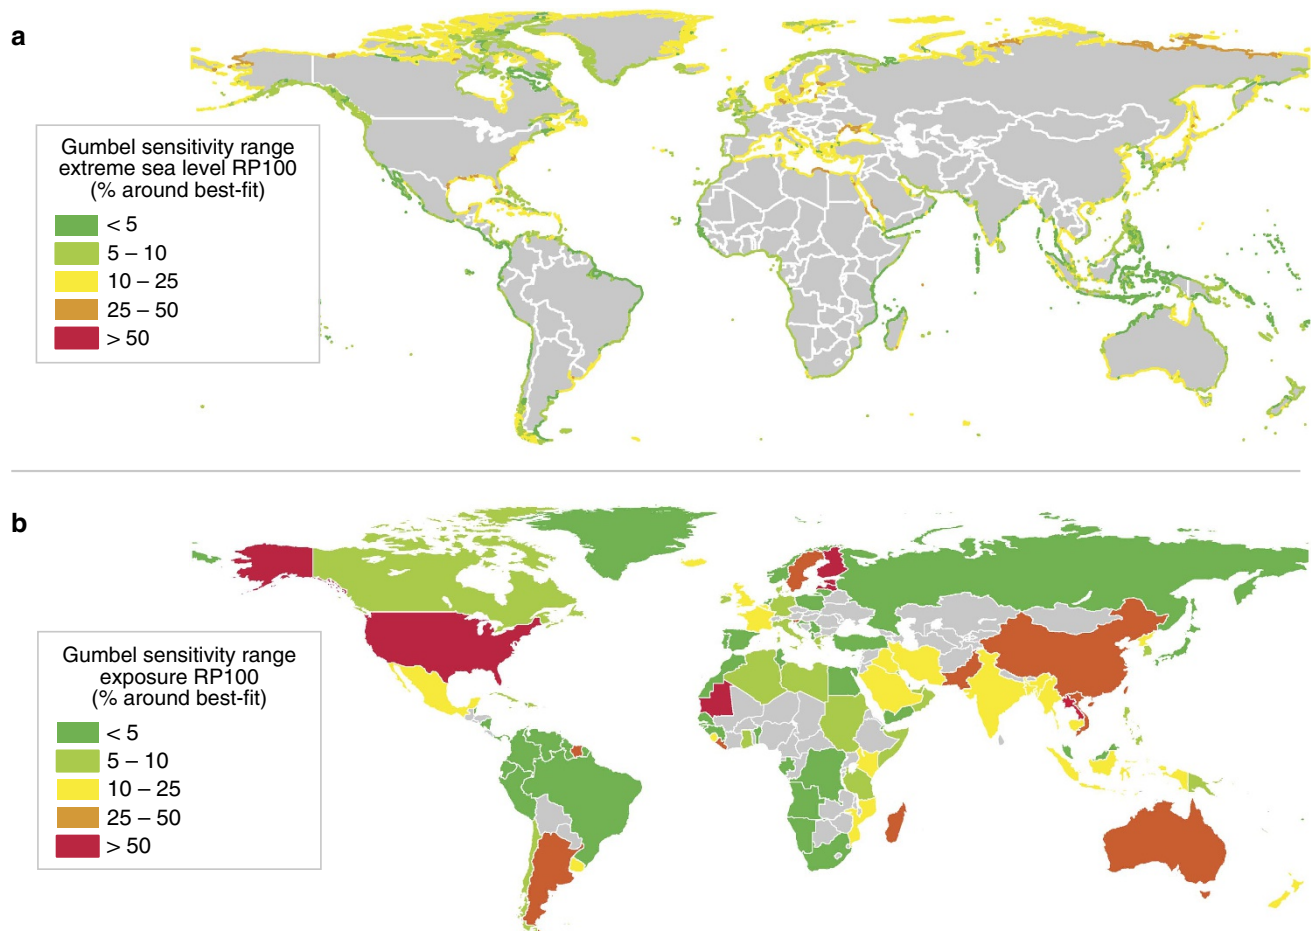 a
Gumbel sensitivity range
extreme sea level RP100
(% around best-fit)
< 5
5 – 10
10 – 25
25 – 50
> 50
b
Gumbel sensitivity range
exposure RP100
(% around best-fit)
< 5
5 – 10
10 – 25
25 – 50
> 50